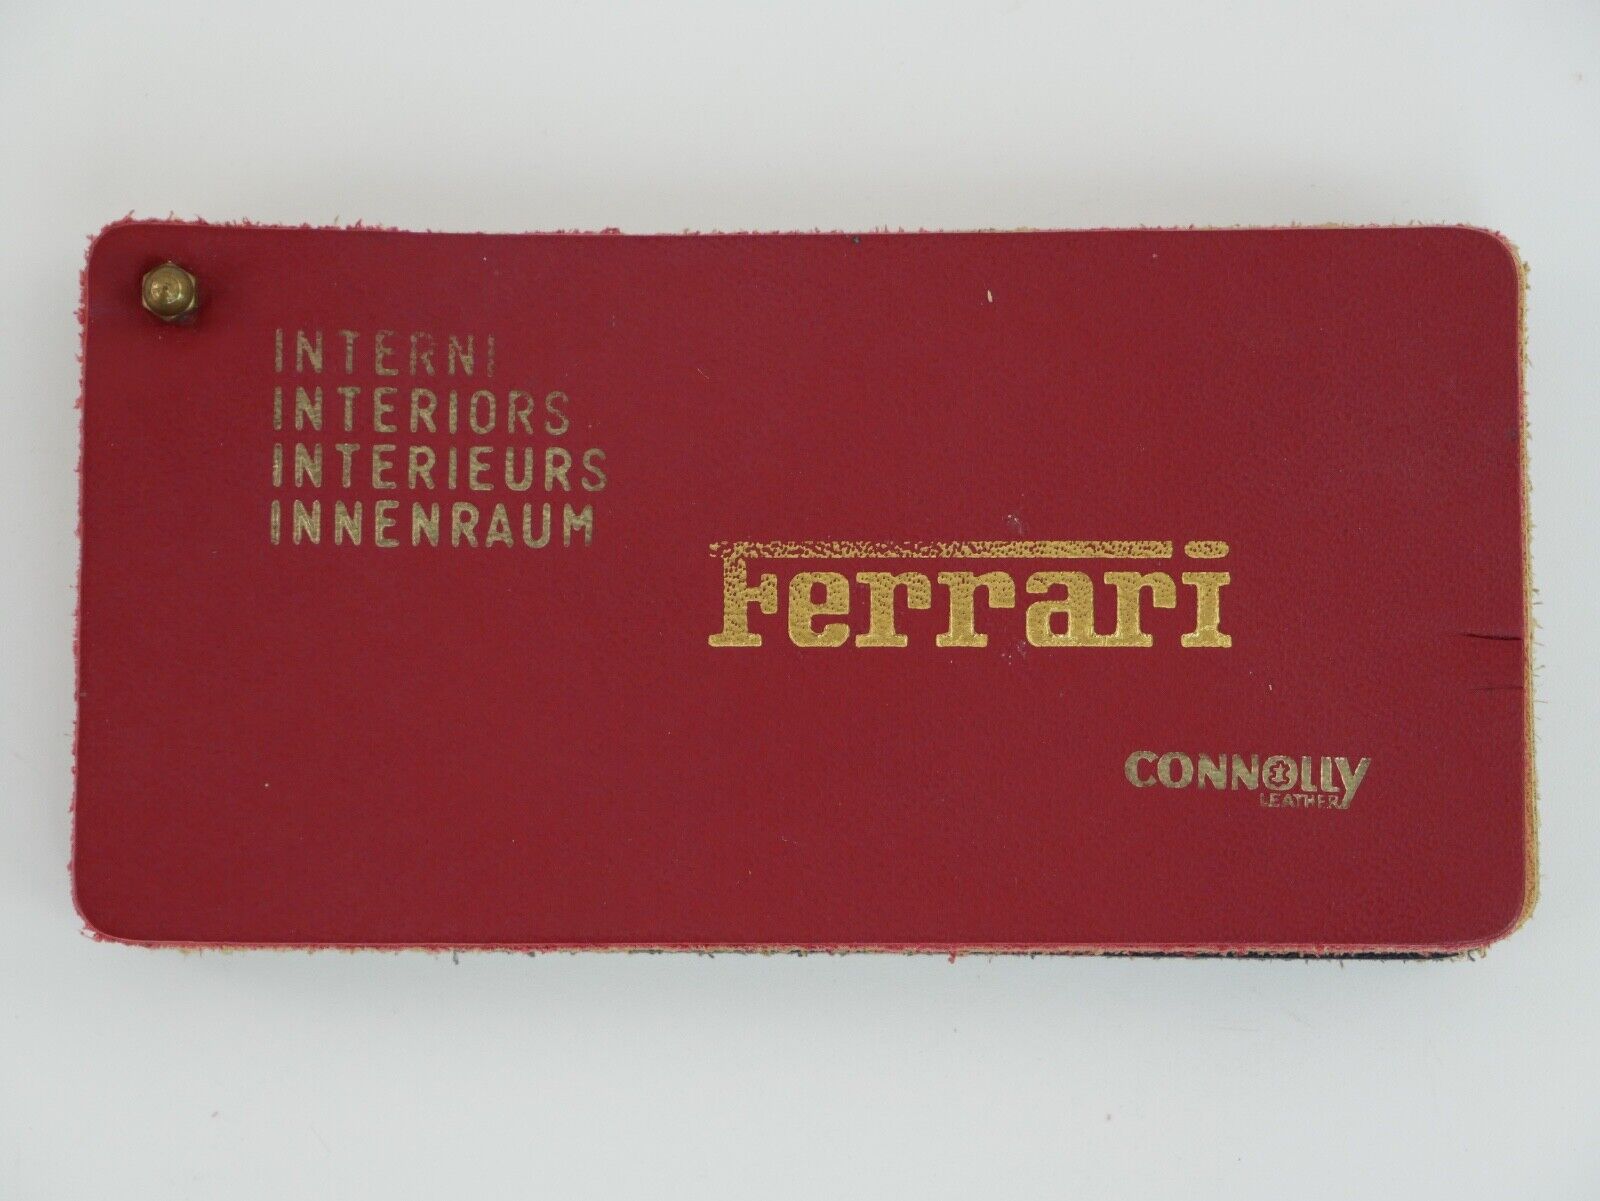 INTERNI
INTERIORS
INTERIEURS
INNENRAUM
Ferrari
CONNOLLY
LEATHER